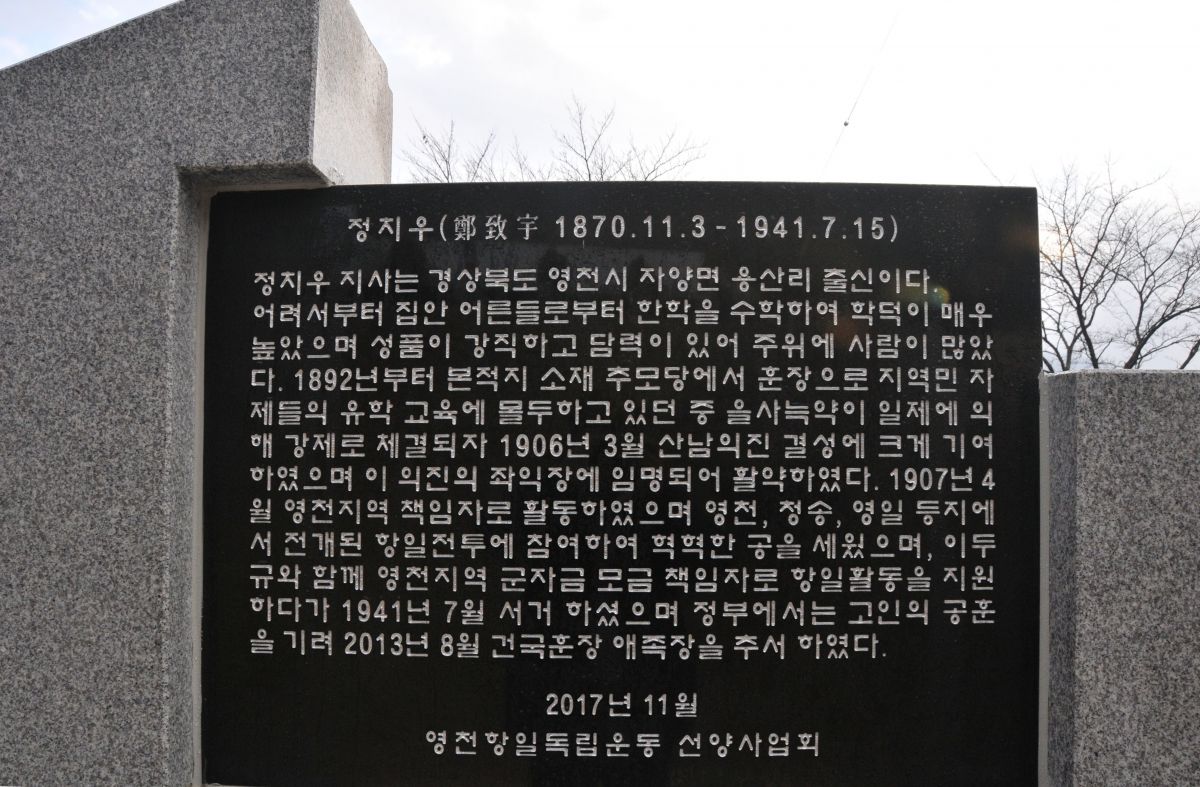 정치우(鄭致宇 1870.11.3-1941.7.15)
정치우 지사는 경상북도 영천시 자양면 용산리 출신이다.
어려서부터 집안 어른들로부터 한학을 수학하여 학덕이 매우
높았으며 성품이 강직하고 담력이 있어 주위에 사람이 많았
다. 1892년부터 본적지 소재 추모당에서 훈장으로 지역민 자
제들의 유학 교육에 몰두하고 있던 중 을사늑약이 일제에 의
해 강제로 체결되자 1906년 3월 산남의진 결성에 크게 기여
하였으며 이 의진의 좌익장에 임명되어 활약하였다. 1907년 4
월 영천지역 책임자로 활동하였으며 영천, 청송, 영일 등지에
서 전개된 항일전투에 참여하여 혁혁한 공을 세웠으며, 이두
규와 함께 영천지역 군자금 모금 책임자로 항일활동을 지원
하다가 1941년 7월 서거 하셨으며 정부에서는 고인의 공훈
을 기려 2013년 8월 건국훈장 애족장을 추서 하였다.
2017년 11월
영천항일독립운동 선양사업회